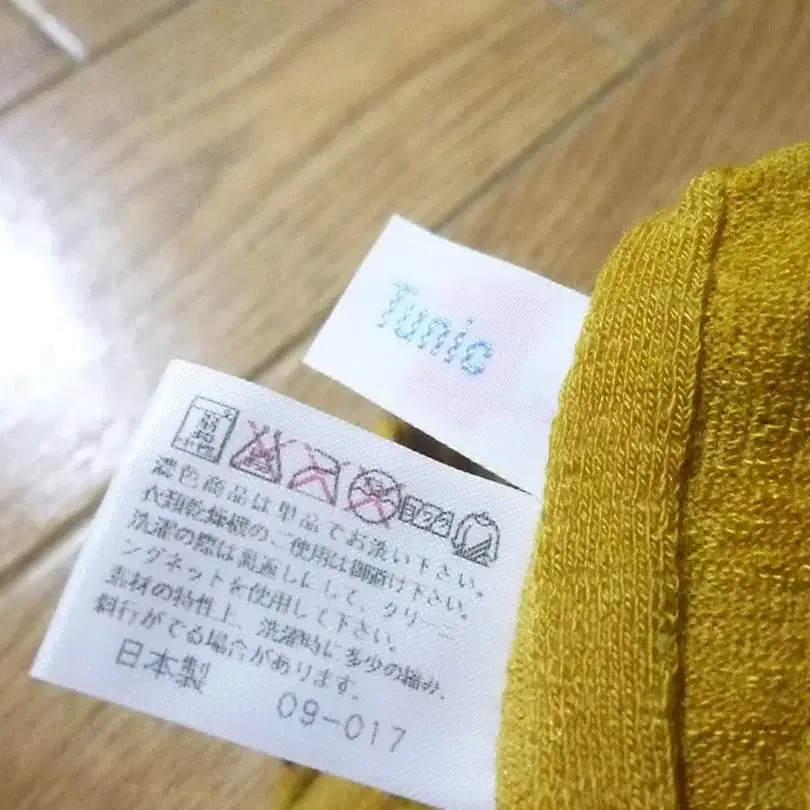 Tunic
濃色商品は単品でお洗い下さい。
衣類乾燥機のご使用は御避け下さい。
洗濯の際は裏返しにして、クリーニ
ングネットを使用して下さい。
素材の特性上、洗濯時に多少の縮み、
斜行がでる場合があります。
日本製
09-017